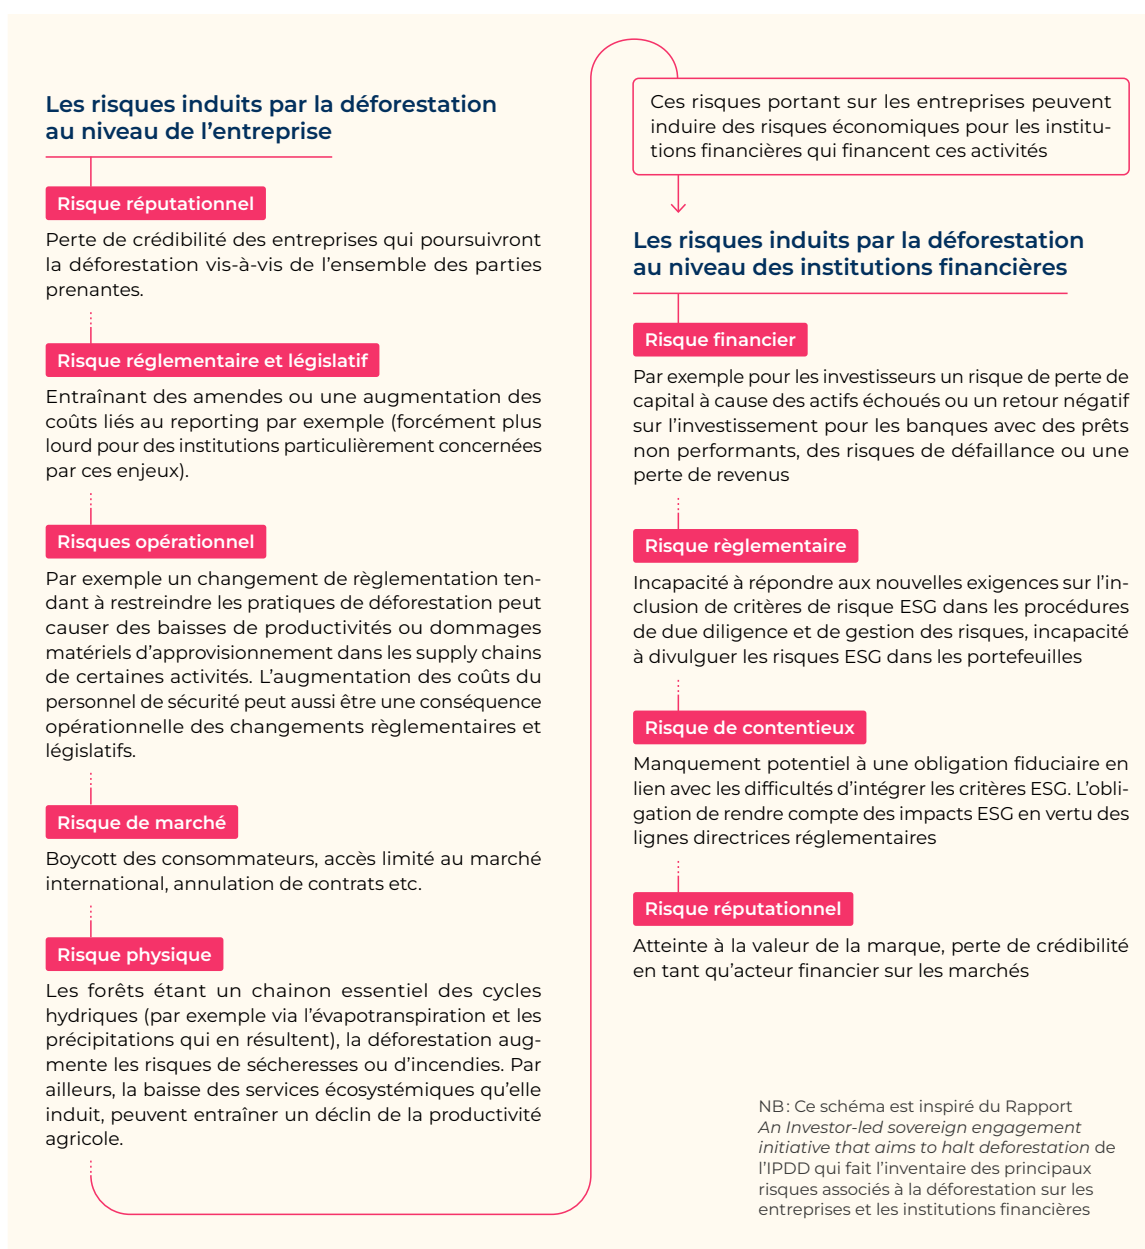 Les risques induits par la déforestation
au niveau de l'entreprise
Risque réputationnel
Perte de crédibilité des entreprises qui poursuivront
la déforestation vis-à-vis de l'ensemble des parties
prenantes.
Risque réglementaire et législatif
Entraînant des amendes ou une augmentation des
coûts liés au reporting par exemple (forcément plus
lourd pour des institutions particulièrement concernées
par ces enjeux).
Risques opérationnel
Par exemple un changement de règlementation ten-
dant à restreindre les pratiques de déforestation peut
causer des baisses de productivités ou dommages
matériels d'approvisionnement dans les supply chains
de certaines activités. L'augmentation des coûts du
personnel de sécurité peut aussi être une conséquence
opérationnelle des changements règlementaires et
législatifs.
Risque de marché
Boycott des consommateurs, accès limité au marché
international, annulation de contrats etc.
Risque physique
Les forêts étant un chainon essentiel des cycles
hydriques (par exemple via l'évapotranspiration et les
précipitations qui en résultent), la déforestation aug-
mente les risques de sécheresses ou d'incendies. Par
ailleurs, la baisse des services écosystémiques qu'elle
induit, peuvent entraîner un déclin de la productivité
agricole.
Ces risques portant sur les entreprises peuvent
induire des risques économiques pour les institu-
tions financières qui financent ces activités
Les risques induits par la déforestation
au niveau des institutions financières
Risque financier
Par exemple pour les investisseurs un risque de perte de
capital à cause des actifs échoués ou un retour négatif
sur l'investissement pour les banques avec des prêts
non performants, des risques de défaillance ou une
perte de revenus
Risque règlementaire
Incapacité à répondre aux nouvelles exigences sur l'in-
clusion de critères de risque ESG dans les procédures
de due diligence et de gestion des risques, incapacité
à divulguer les risques ESG dans les portefeuilles
Risque de contentieux
Manquement potentiel à une obligation fiduciaire en
lien avec les difficultés d'intégrer les critères ESG. L'obli-
gation de rendre compte des impacts ESG en vertu des
lignes directrices réglementaires
Risque réputationnel
Atteinte à la valeur de la marque, perte de crédibilité
en tant qu'acteur financier sur les marchés
NB : Ce schéma est inspiré du Rapport
An Investor-led sovereign engagement
initiative that aims to halt deforestation de
l'IPDD qui fait l'inventaire des principaux
risques associés à la déforestation sur les
entreprises et les institutions financières